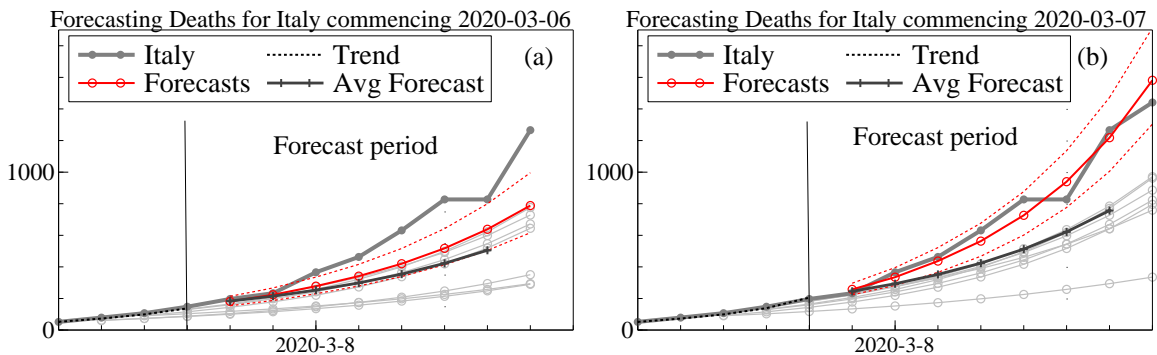 Forecasting Deaths for Italy commencing 2020-03-06
Italy
Trend
(a)
Forecasts
Avg Forecast
Forecast period
1000
0
2020-3-8
Forecasting Deaths for Italy commencing 2020-03-07
Italy
Trend
(b)
Forecasts
Avg Forecast
Forecast period
1000
0
2020-3-8